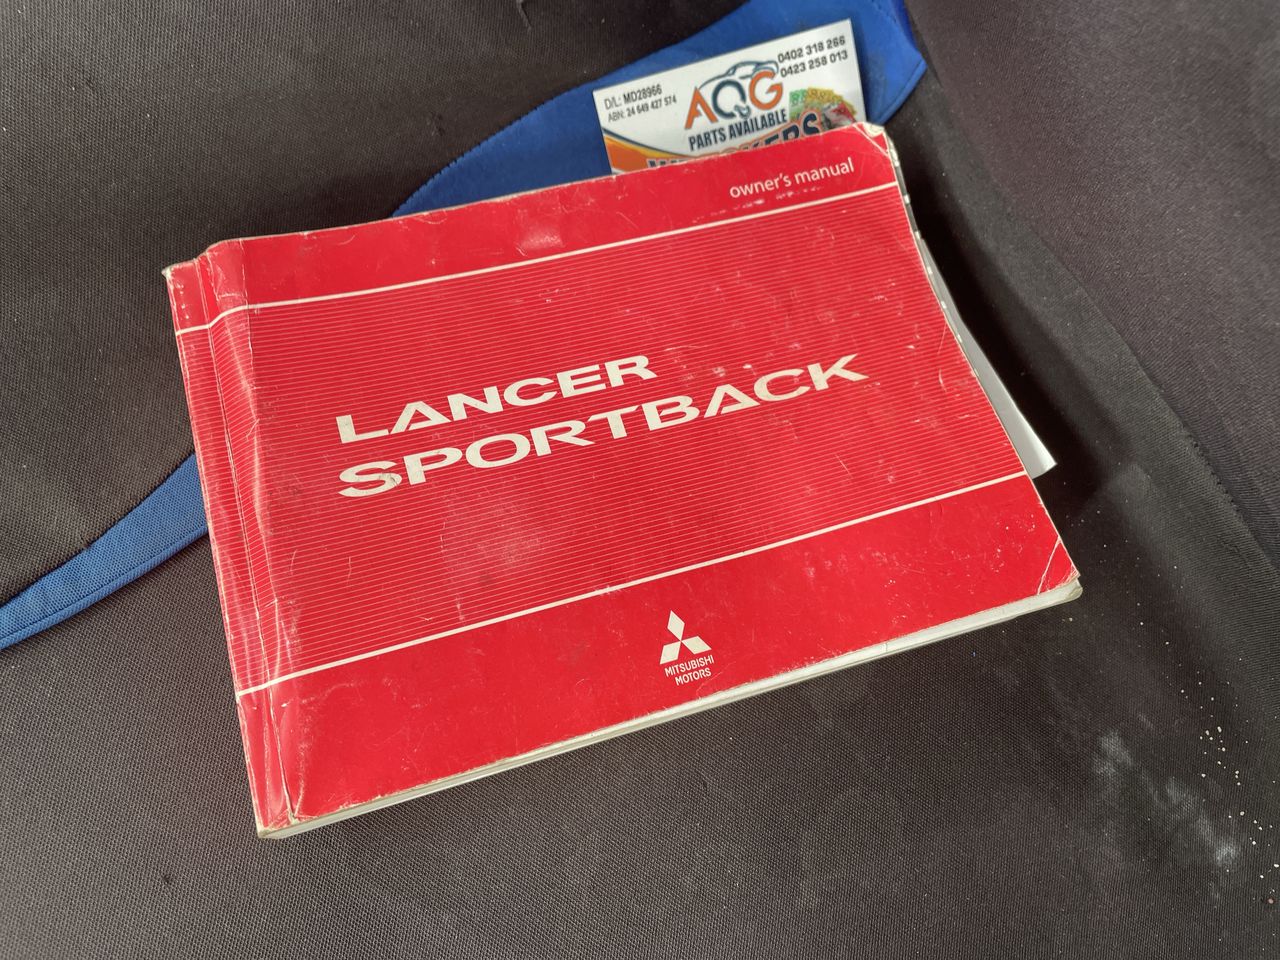 0402 318 266
0423 258 013
D/L: MD28966
ABN: 24 649 427 574
AQG
PARTS AVAILABLE
owner's manual
LANCER
SPORTBACK
MITSUBISHI
MOTORS